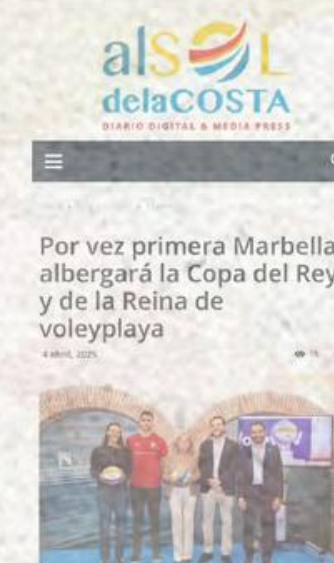 alSOL
delaCOSTA
DIARIO DIGITAL & MEDIA PRESS
Por vez primera Marbella
albergará la Copa del Rey
y de la Reina de
voleyplaya
4 abril, 2025